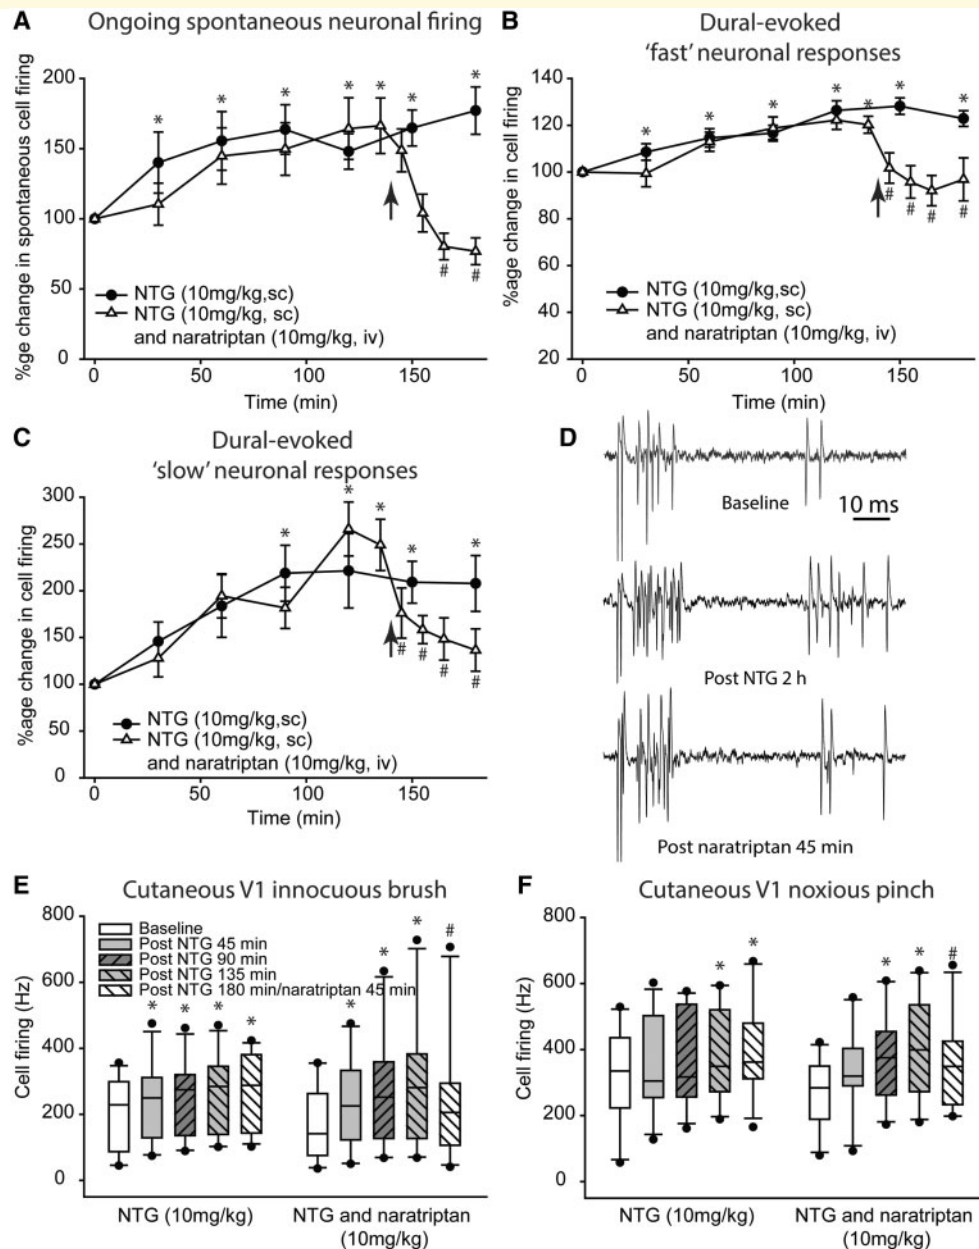 A Ongoing spontaneous neuronal firing
%ge change in spontaneous cell firing
200
150
100
50
0
* * * * * * *
# #
NTG (10mg/kg,sc)
NTG (10mg/kg, sc)
and naratriptan (10mg/kg, iv)
0 50 100 150
Time (min)
B Dural-evoked
'fast' neuronal responses
%age change in cell firing
140
120
100
80
60
40
20
* * * * * * *
# # # #
NTG (10mg/kg,sc)
NTG (10mg/kg, sc)
and naratriptan (10mg/kg, iv)
0 50 100 150
Time (min)
C Dural-evoked
'slow' neuronal responses
%age change in cell firing
300
250
200
150
100
50
0
* * * * *
# # # #
NTG (10mg/kg,sc)
NTG (10mg/kg, sc)
and naratriptan (10mg/kg, iv)
0 50 100 150
Time (min)
D
Baseline
10 ms
Post NTG 2 h
Post naratriptan 45 min
E Cutaneous V1 innocuous brush
Cell firing (Hz)
800
600
400
200
0
Baseline
Post NTG 45 min
Post NTG 90 min
Post NTG 135 min
Post NTG 180 min/naratriptan 45 min
* * * * * * * #
NTG (10mg/kg)
NTG and naratriptan
(10mg/kg)
F Cutaneous V1 noxious pinch
Cell firing (Hz)
800
600
400
200
0
* * * * #
NTG (10mg/kg)
NTG and naratriptan
(10mg/kg)